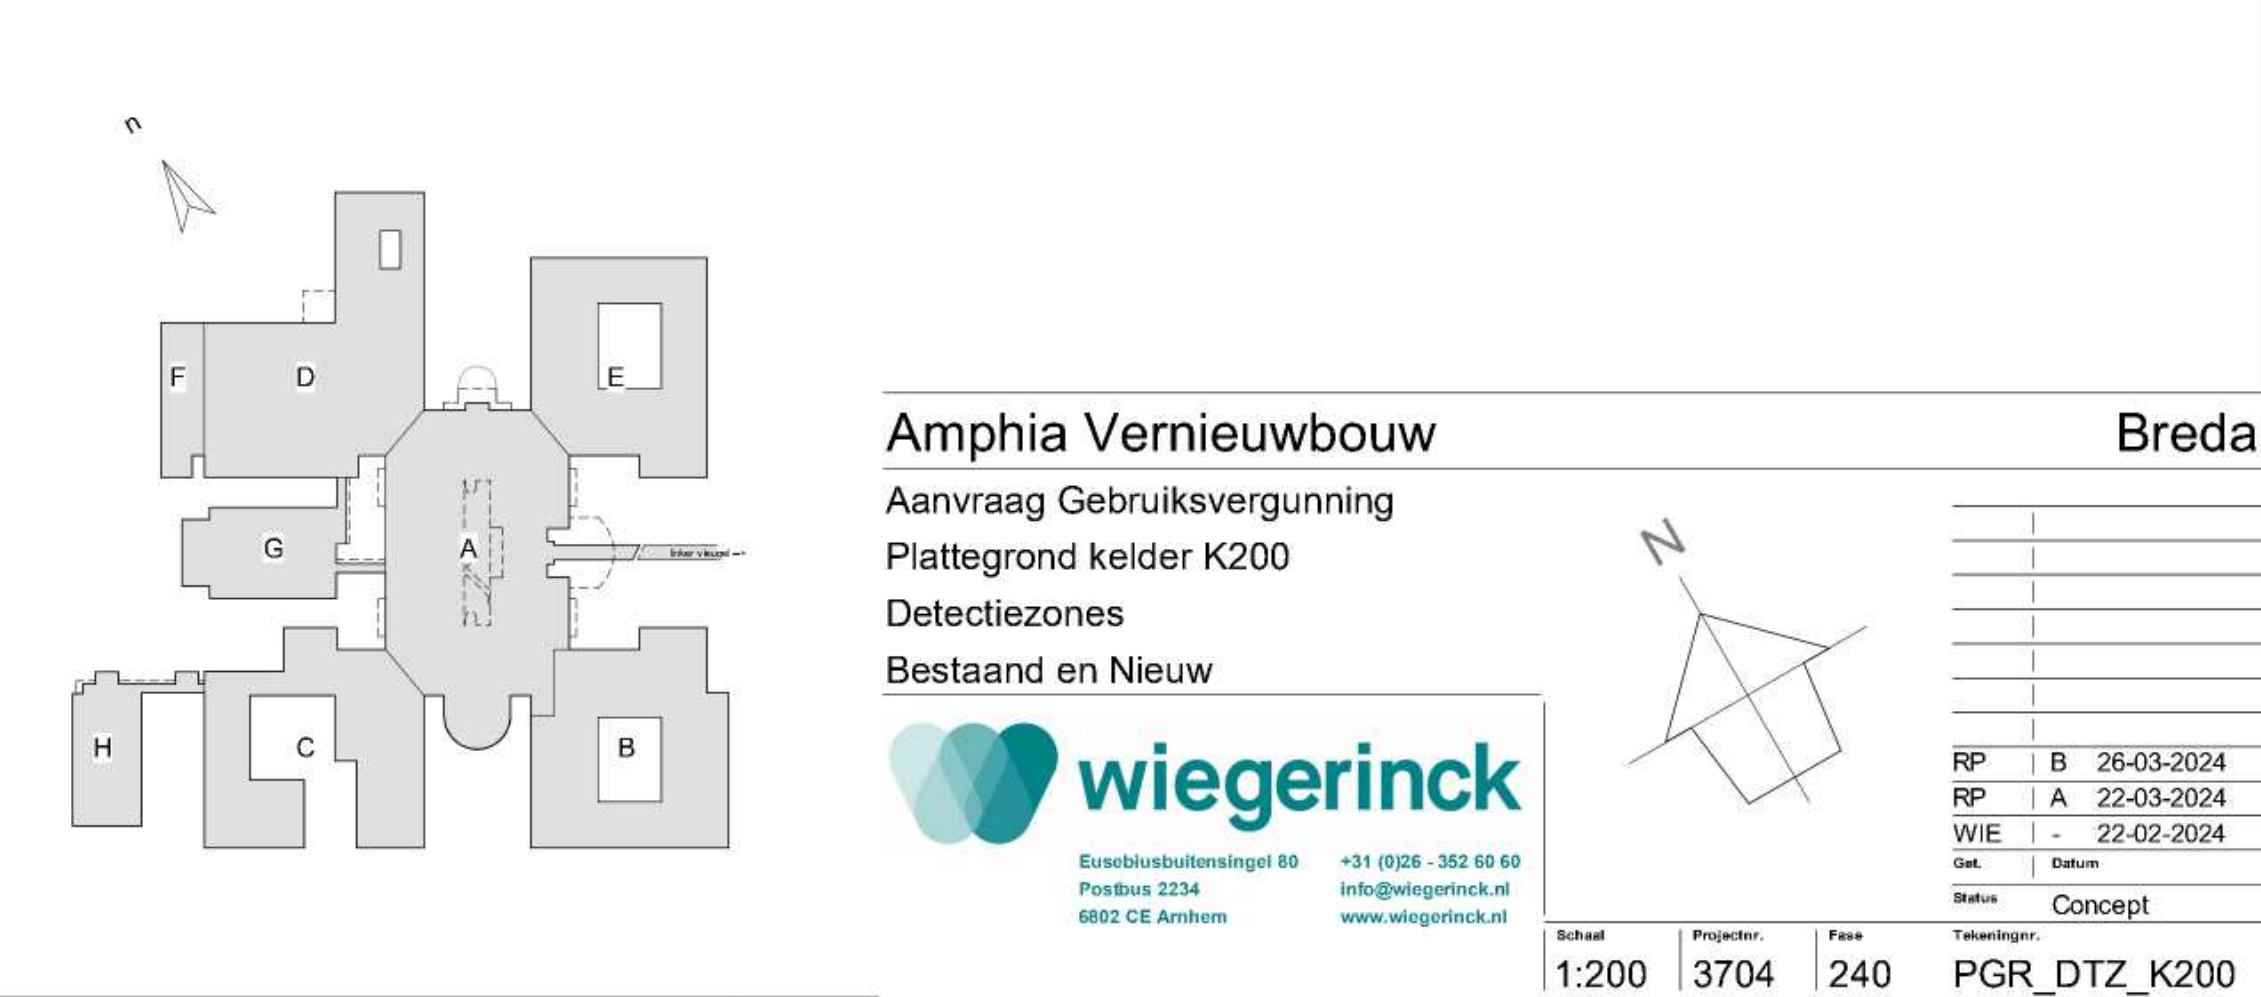 n
F
D
E
G
A
linker vleugel -->
H
C
B
Amphia Vernieuwbouw
Breda
Aanvraag Gebruiksvergunning
Plattegrond kelder K200
Detectiezones
Bestaand en Nieuw
N
wiegerinck
Eusebiusbuitensingel 80
+31 (0)26 - 352 60 60
Postbus 2234
info@wiegerinck.nl
6802 CE Arnhem
www.wiegerinck.nl
RP B 26-03-2024
RP A 22-03-2024
WIE - 22-02-2024
Get. Datum
Status Concept
Schaal Projectnr. Fase Tekeningnr.
1:200 3704 240 PGR_DTZ_K200